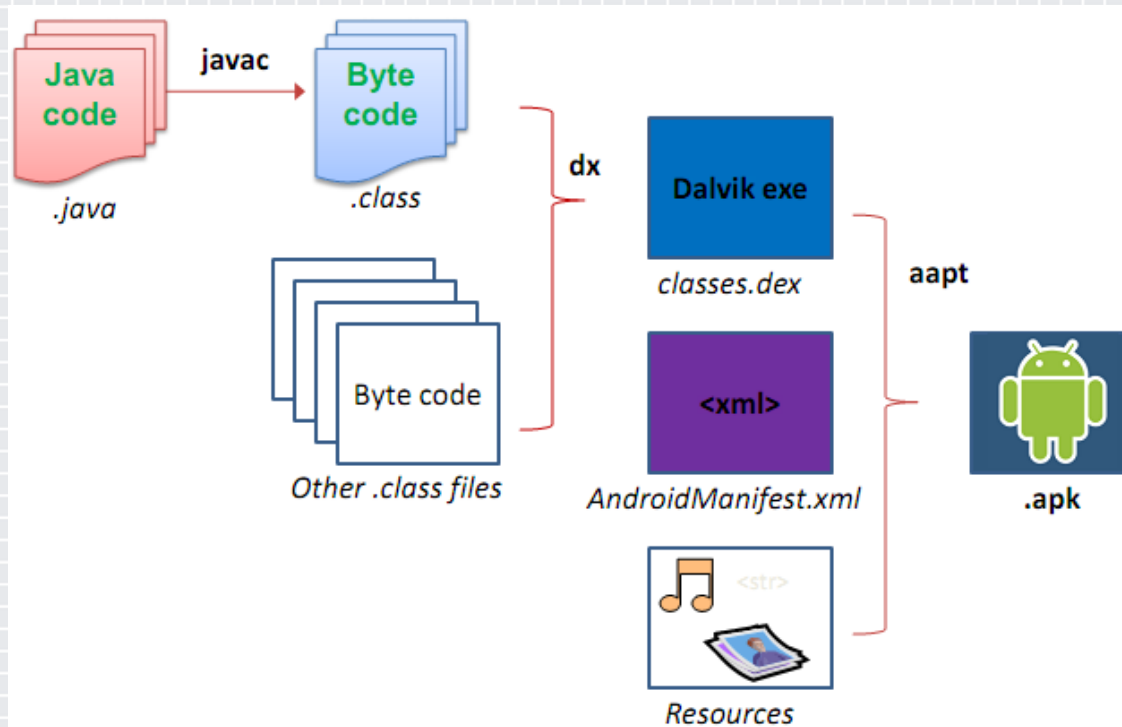 Java
code
.java
javac
Byte
code
.class
Byte code
Other .class files
dx
Dalvik exe
classes.dex
<xml>
AndroidManifest.xml
<str>
Resources
aapt
.apk